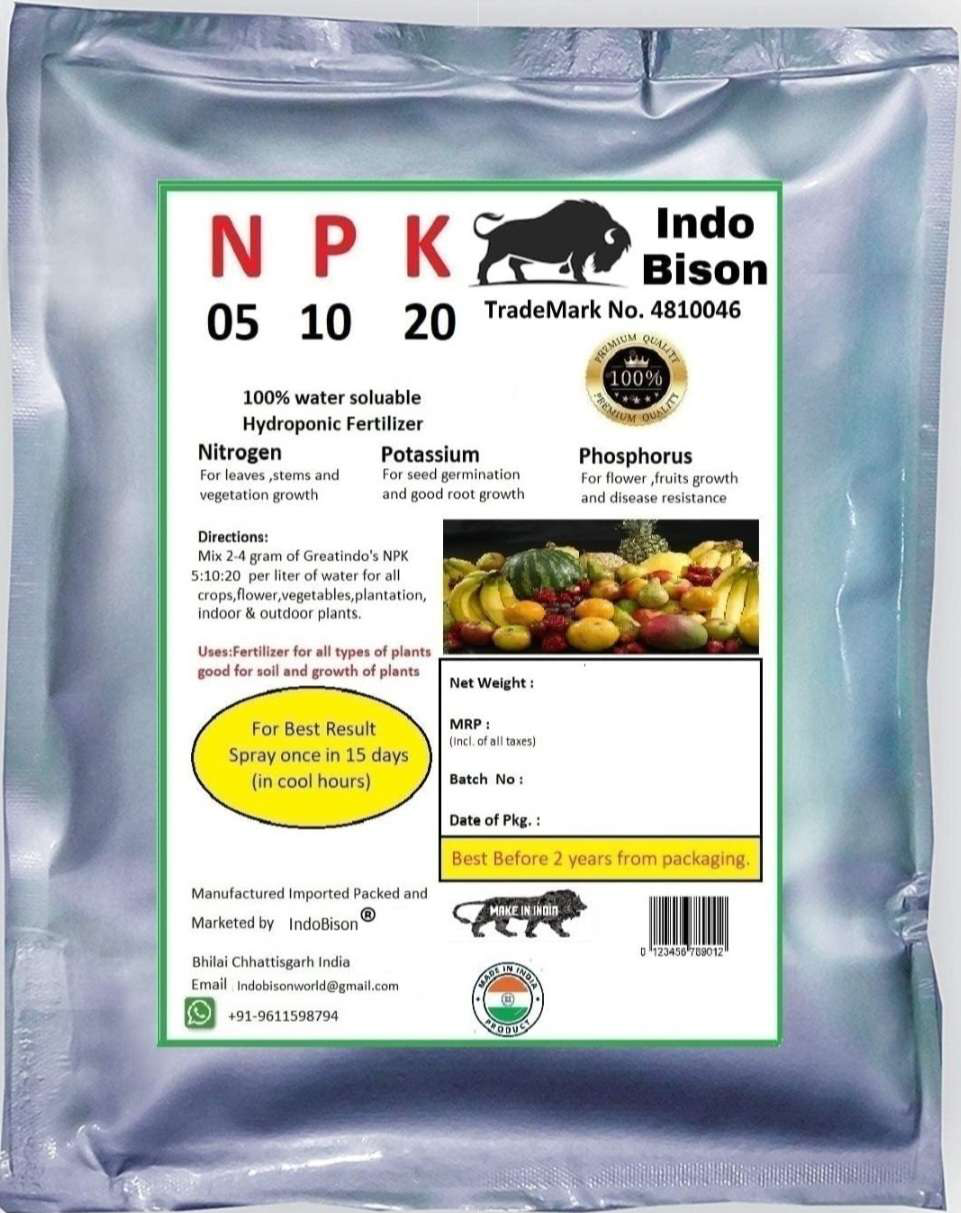 N P K
05 10 20
Indo
Bison
TradeMark No. 4810046
PREMIUM QUALITY
100%
PREMIUM QUALITY
100% water soluable
Hydroponic Fertilizer
Nitrogen
For leaves ,stems and
vegetation growth
Potassium
For seed germination
and good root growth
Phosphorus
For flower ,fruits growth
and disease resistance
Directions:
Mix 2-4 gram of Greatindo's NPK
5:10:20 per liter of water for all
crops,flower,vegetables,plantation,
indoor & outdoor plants.
Uses:Fertilizer for all types of plants
good for soil and growth of plants
For Best Result
Spray once in 15 days
(in cool hours)
Net Weight :
MRP :
(Incl. of all taxes)
Batch No :
Date of Pkg. :
Best Before 2 years from packaging.
Manufactured Imported Packed and
Marketed by IndoBison®
Bhilai Chhattisgarh India
Email Indobisonworld@gmail.com
+91-9611598794
MAKE IN INDIA
MADE IN INDIA
PRODUCT
0 123456 789012